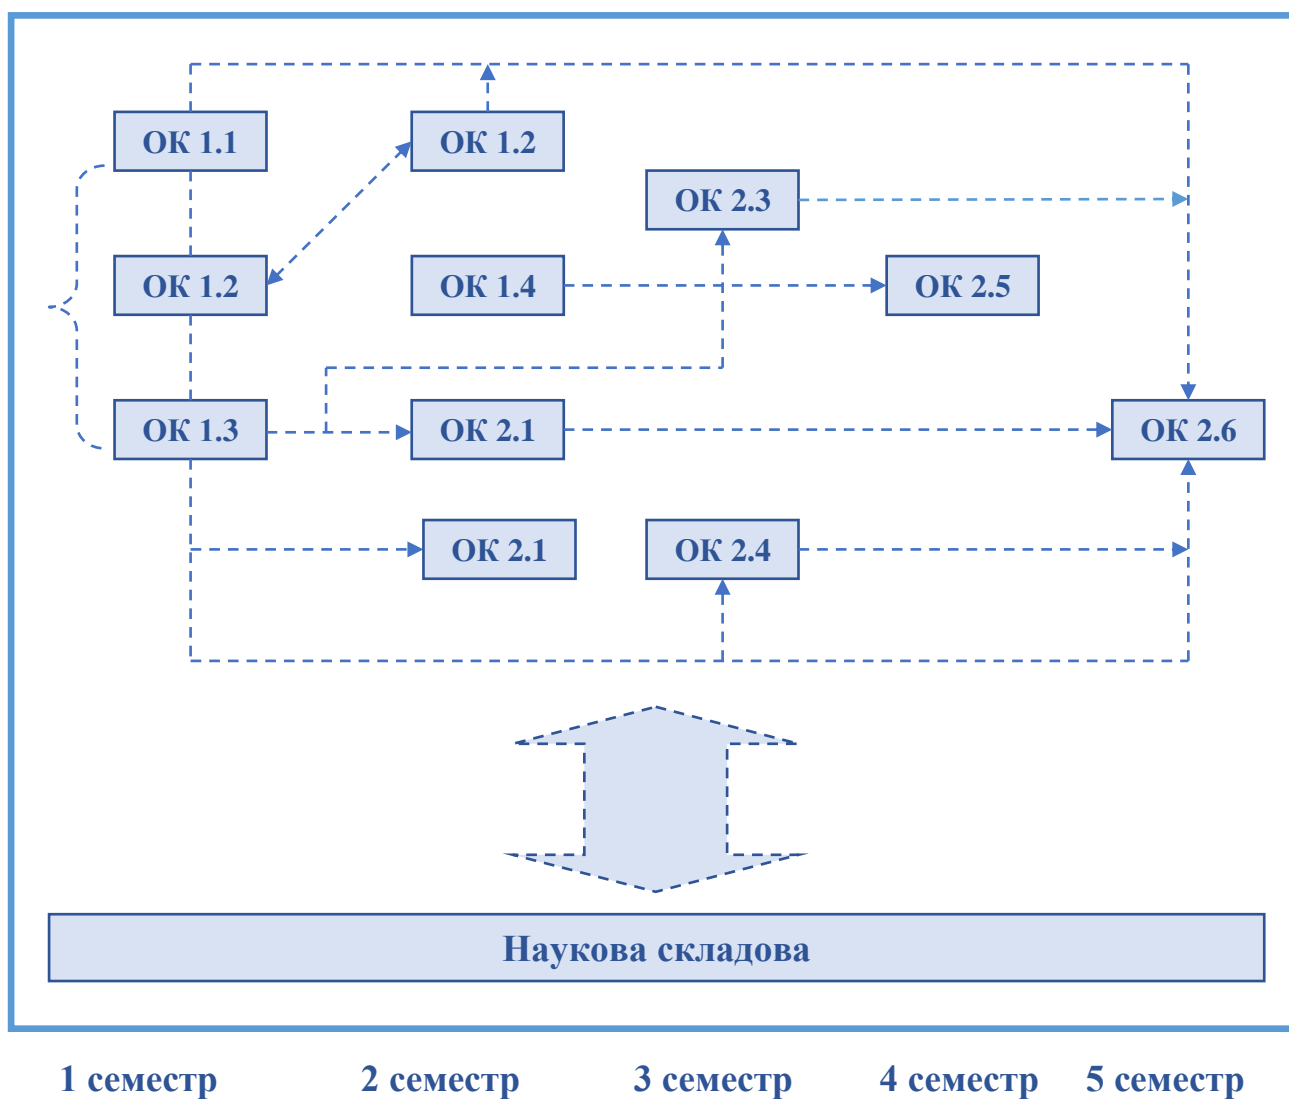 ОК 1.1
ОК 1.2
ОК 2.3
ОК 1.2
ОК 1.4
ОК 2.5
ОК 1.3
ОК 2.1
ОК 2.6
ОК 2.1
ОК 2.4
Наукова складова
1 семестр
2 семестр
3 семестр
4 семестр
5 семестр